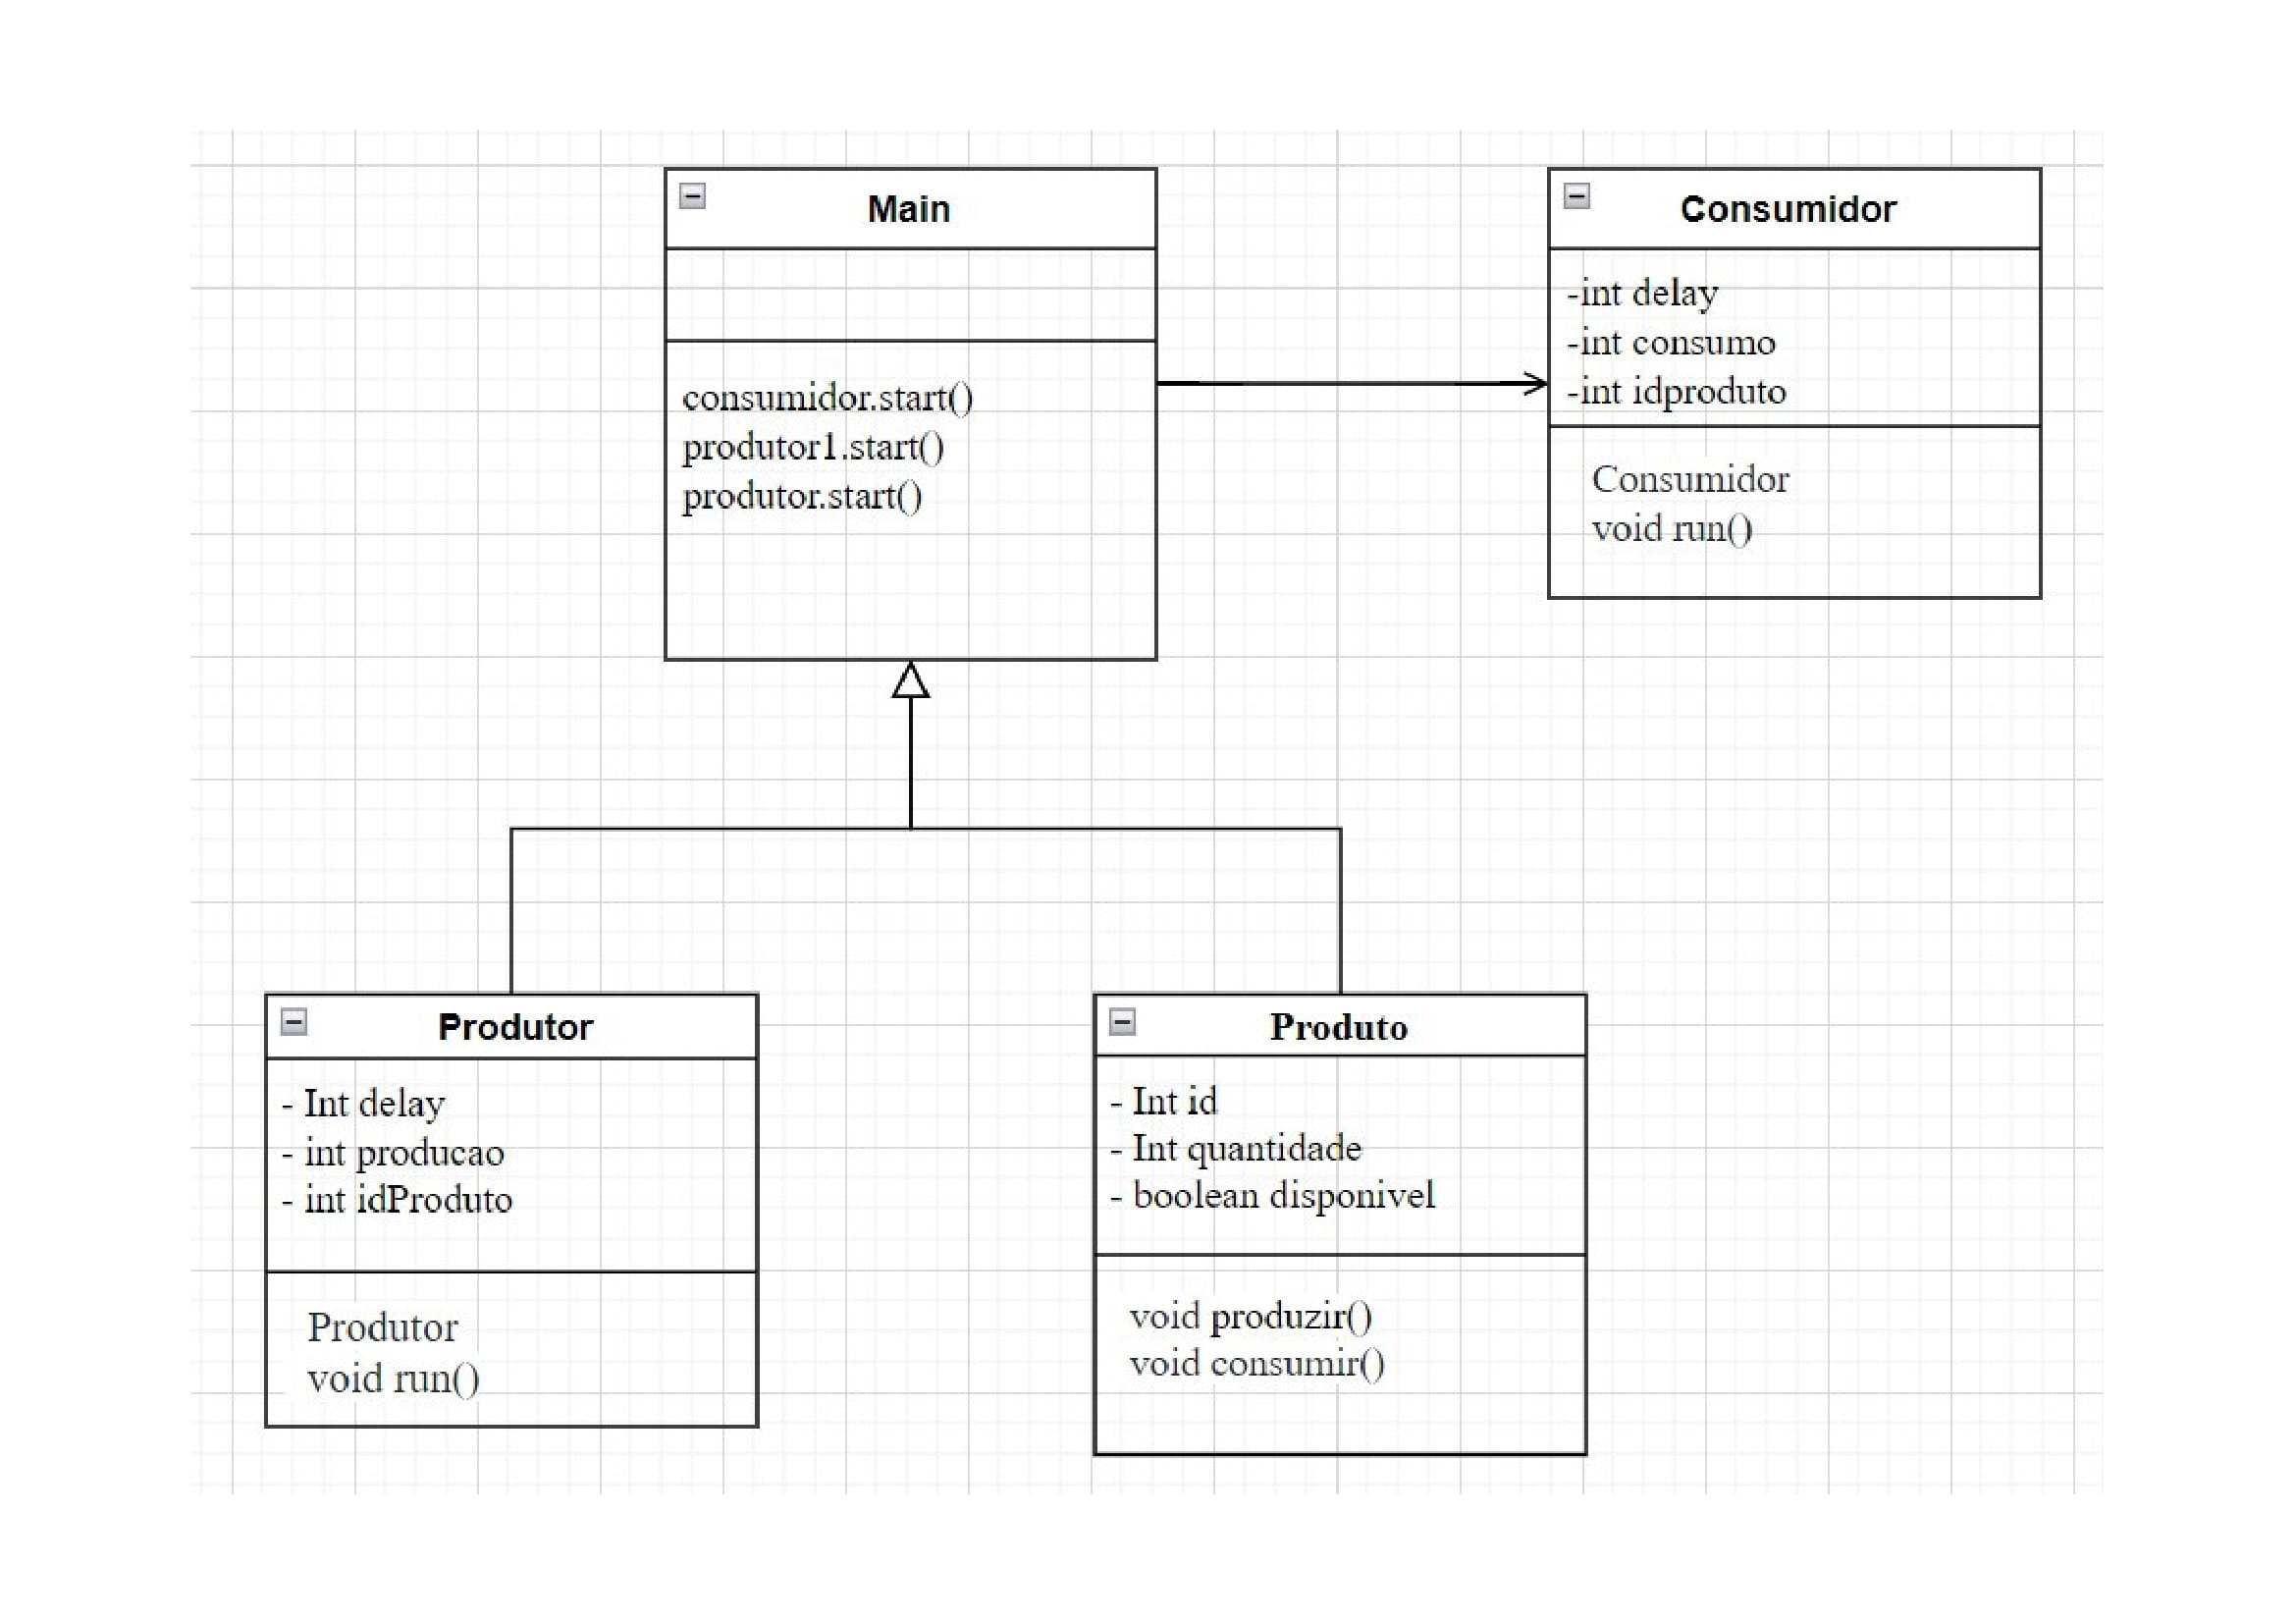 Main
consumidor.start()
produtor1.start()
produtor.start()
Consumidor
-int delay
-int consumo
-int idproduto
Consumidor
void run()
Produtor
- Int delay
- int producao
- int idProduto
Produtor
void run()
Produto
- Int id
- Int quantidade
- boolean disponivel
void produzir()
void consumir()